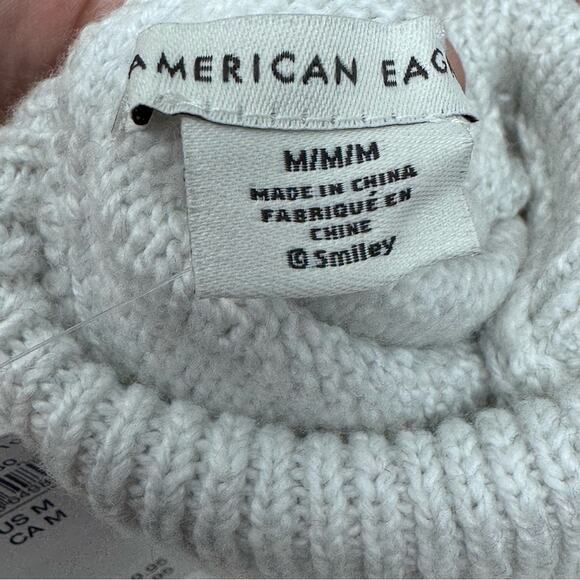 AMERICAN EAG
M/M/M
MADE IN CHINA
FABRIQUÉ EN
CHINE
© Smiley
US M
CA M